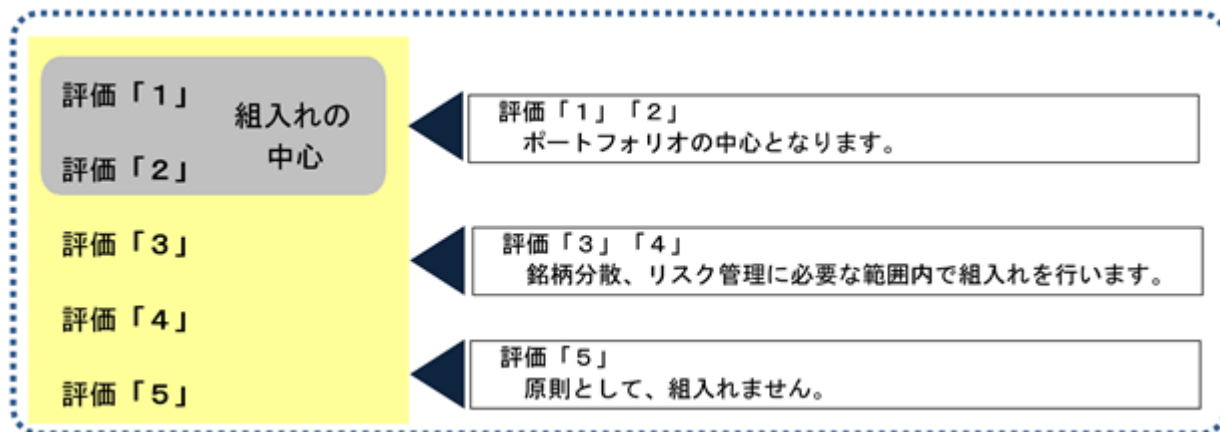 評価「１」
評価「２」
組入れの
中心
評価「３」
評価「４」
評価「５」
評価「１」「２」
ポートフォリオの中心となります。
評価「３」「４」
銘柄分散、リスク管理に必要な範囲内で組入れを行います。
評価「５」
原則として、組入れません。